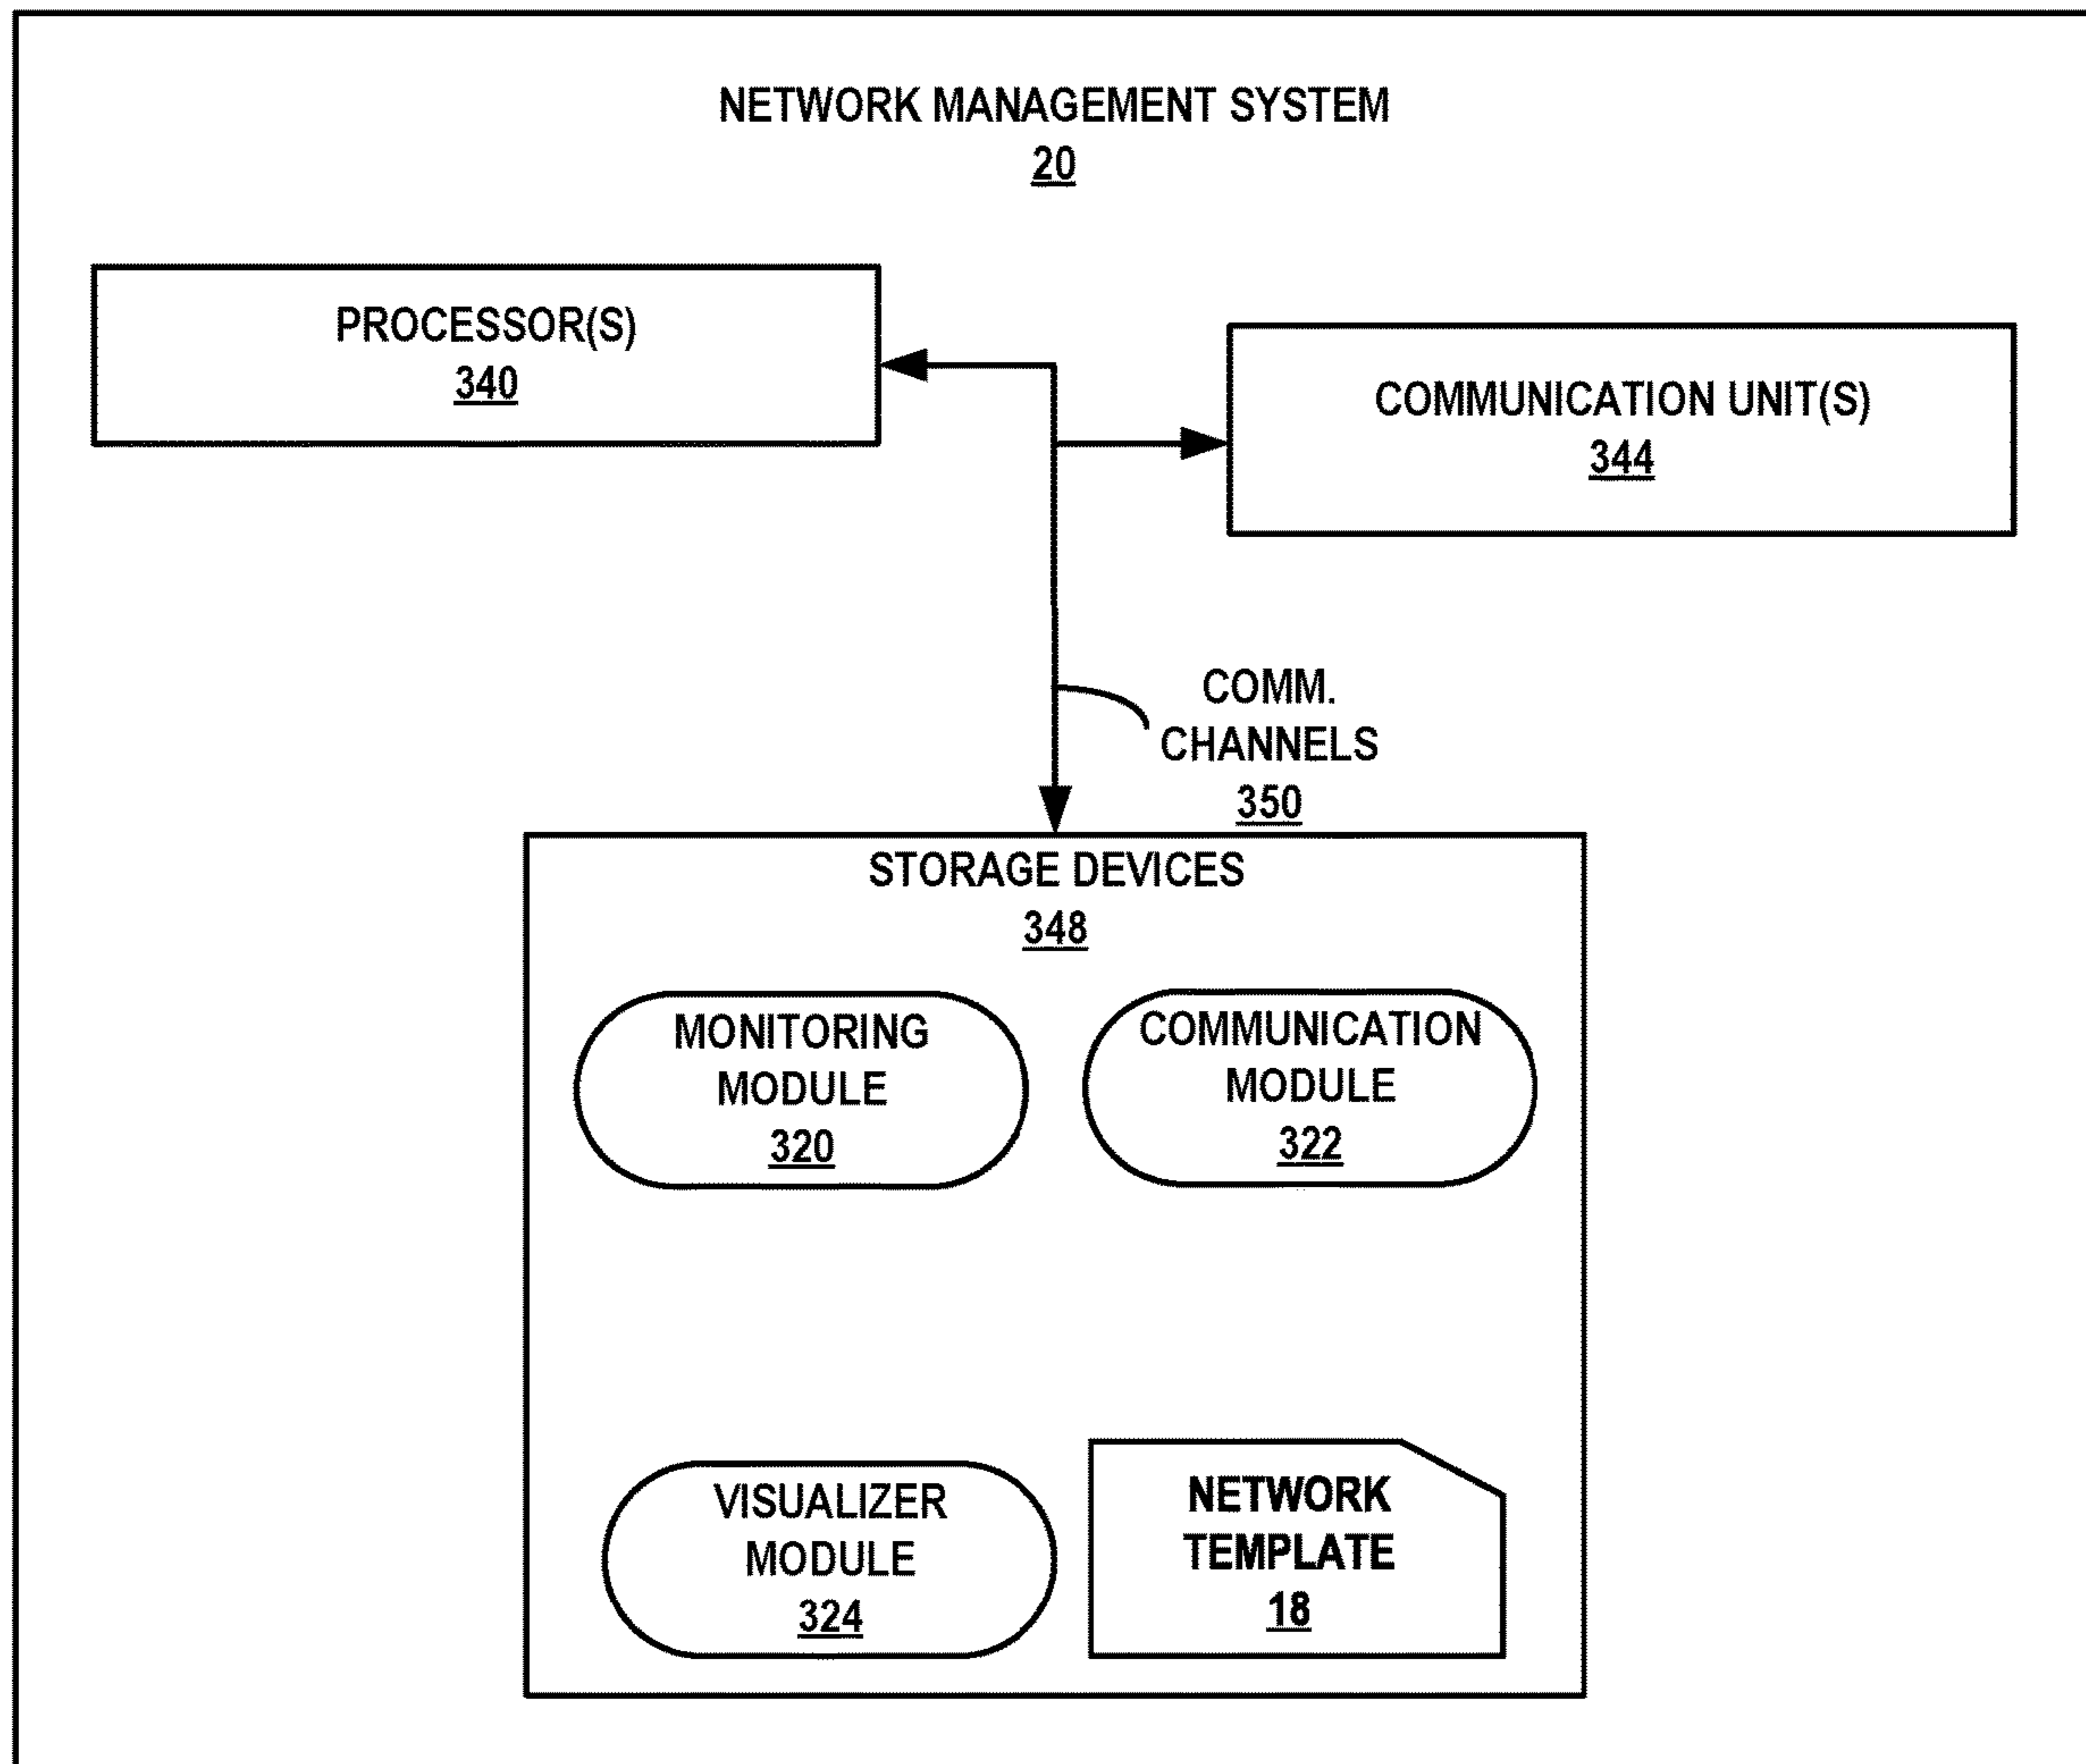 NETWORK MANAGEMENT SYSTEM
20
PROCESSOR(S)
340
COMMUNICATION UNIT(S)
344
COMM.
CHANNELS
350
STORAGE DEVICES
348
MONITORING
MODULE
320
COMMUNICATION
MODULE
322
VISUALIZER
MODULE
324
NETWORK
TEMPLATE
18